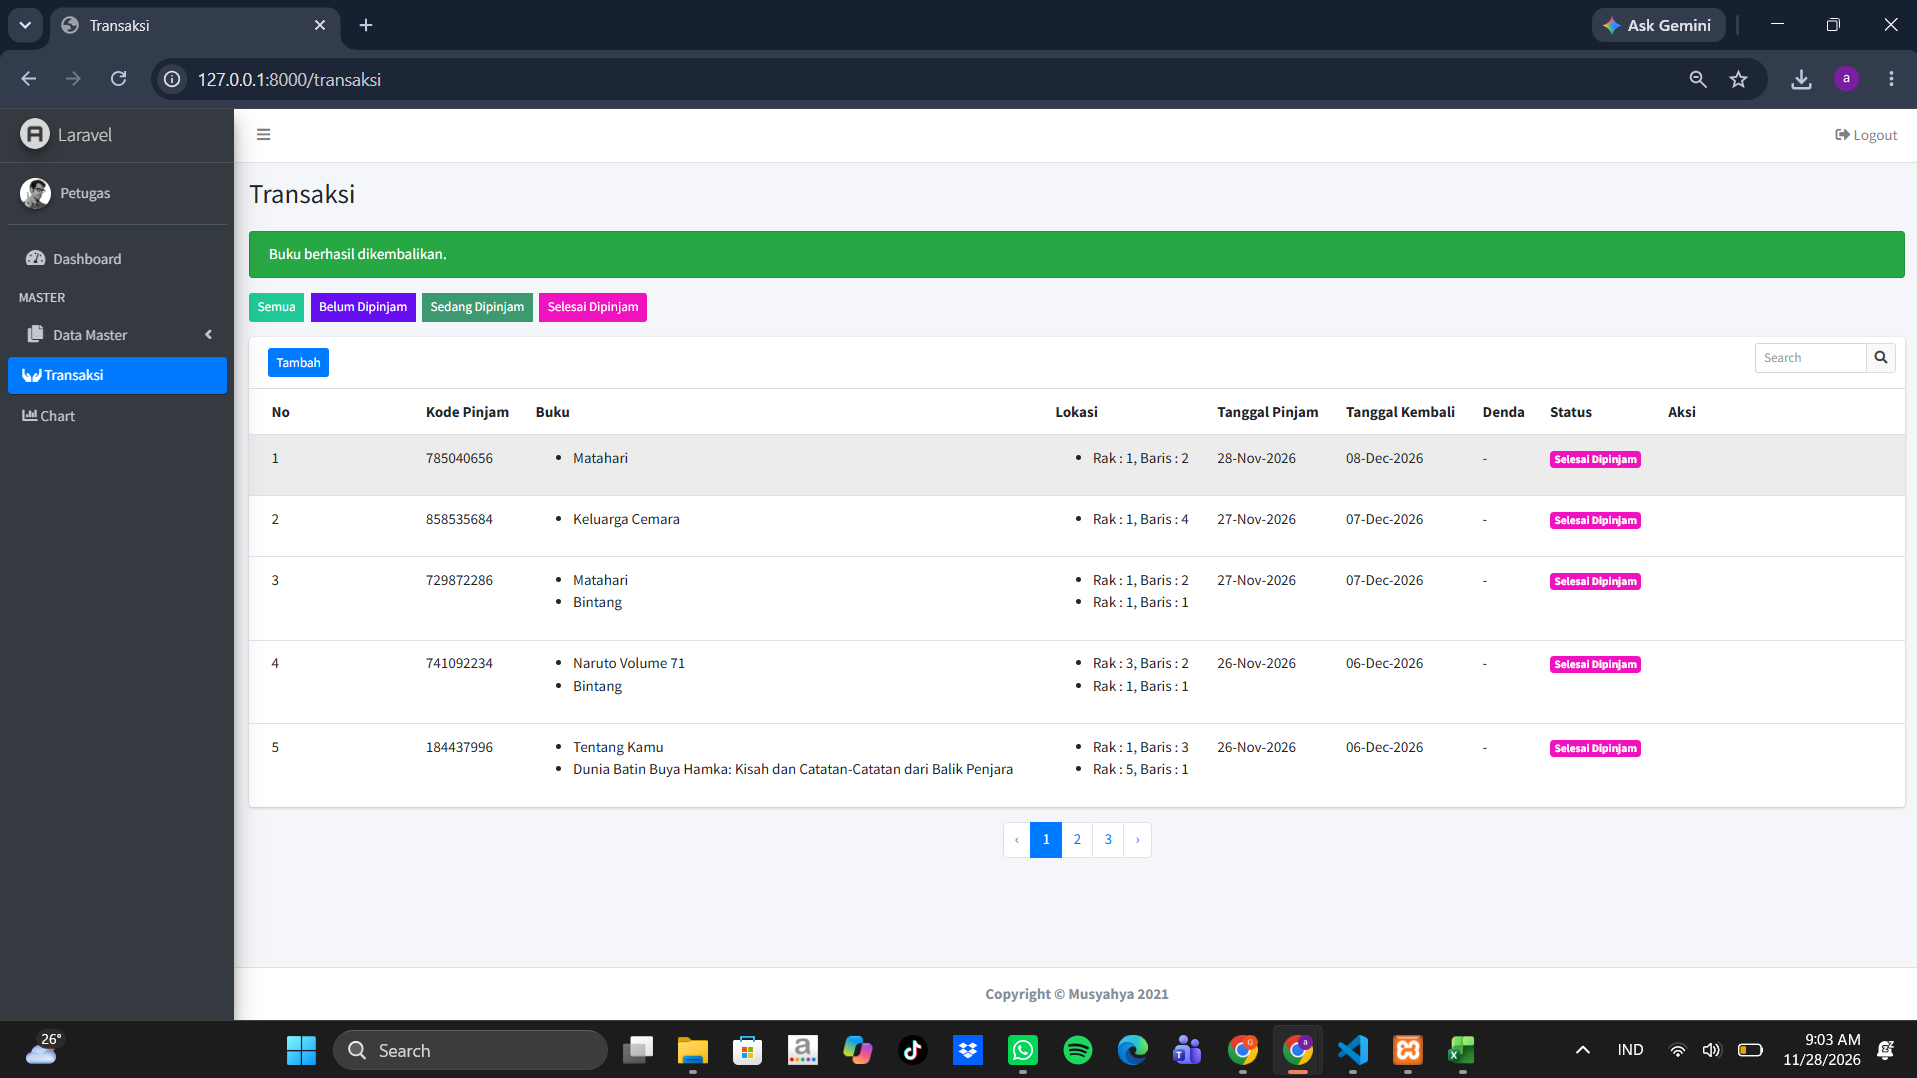 Transaksi
Ask Gemini
127.0.0.1:8000/transaksi
a
Laravel
Logout
Petugas
Transaksi
Buku berhasil dikembalikan.
Dashboard
Semua Belum Dipinjam Sedang Dipinjam Selesai Dipinjam
MASTER
Data Master
Tambah
Search
Transaksi
Chart
No Kode Pinjam Buku Lokasi Tanggal Pinjam Tanggal Kembali Denda Status Aksi
1 785040656 • Matahari • Rak : 1, Baris : 2 28-Nov-2026 08-Dec-2026 - Selesai Dipinjam
2 858535684 • Keluarga Cemara • Rak : 1, Baris : 4 27-Nov-2026 07-Dec-2026 - Selesai Dipinjam
3 729872286 • Matahari • Rak : 1, Baris : 2 27-Nov-2026 07-Dec-2026 - Selesai Dipinjam
• Bintang • Rak : 1, Baris : 1
4 741092234 • Naruto Volume 71 • Rak : 3, Baris : 2 26-Nov-2026 06-Dec-2026 - Selesai Dipinjam
• Bintang • Rak : 1, Baris : 1
5 184437996 • Tentang Kamu • Rak : 1, Baris : 3 26-Nov-2026 06-Dec-2026 - Selesai Dipinjam
• Dunia Batin Buya Hamka: Kisah dan Catatan-Catatan dari Balik Penjara • Rak : 5, Baris : 1
‹ 1 2 3 ›
Copyright © Musyahya 2021
26°
Search
IND
9:03 AM
11/28/2026